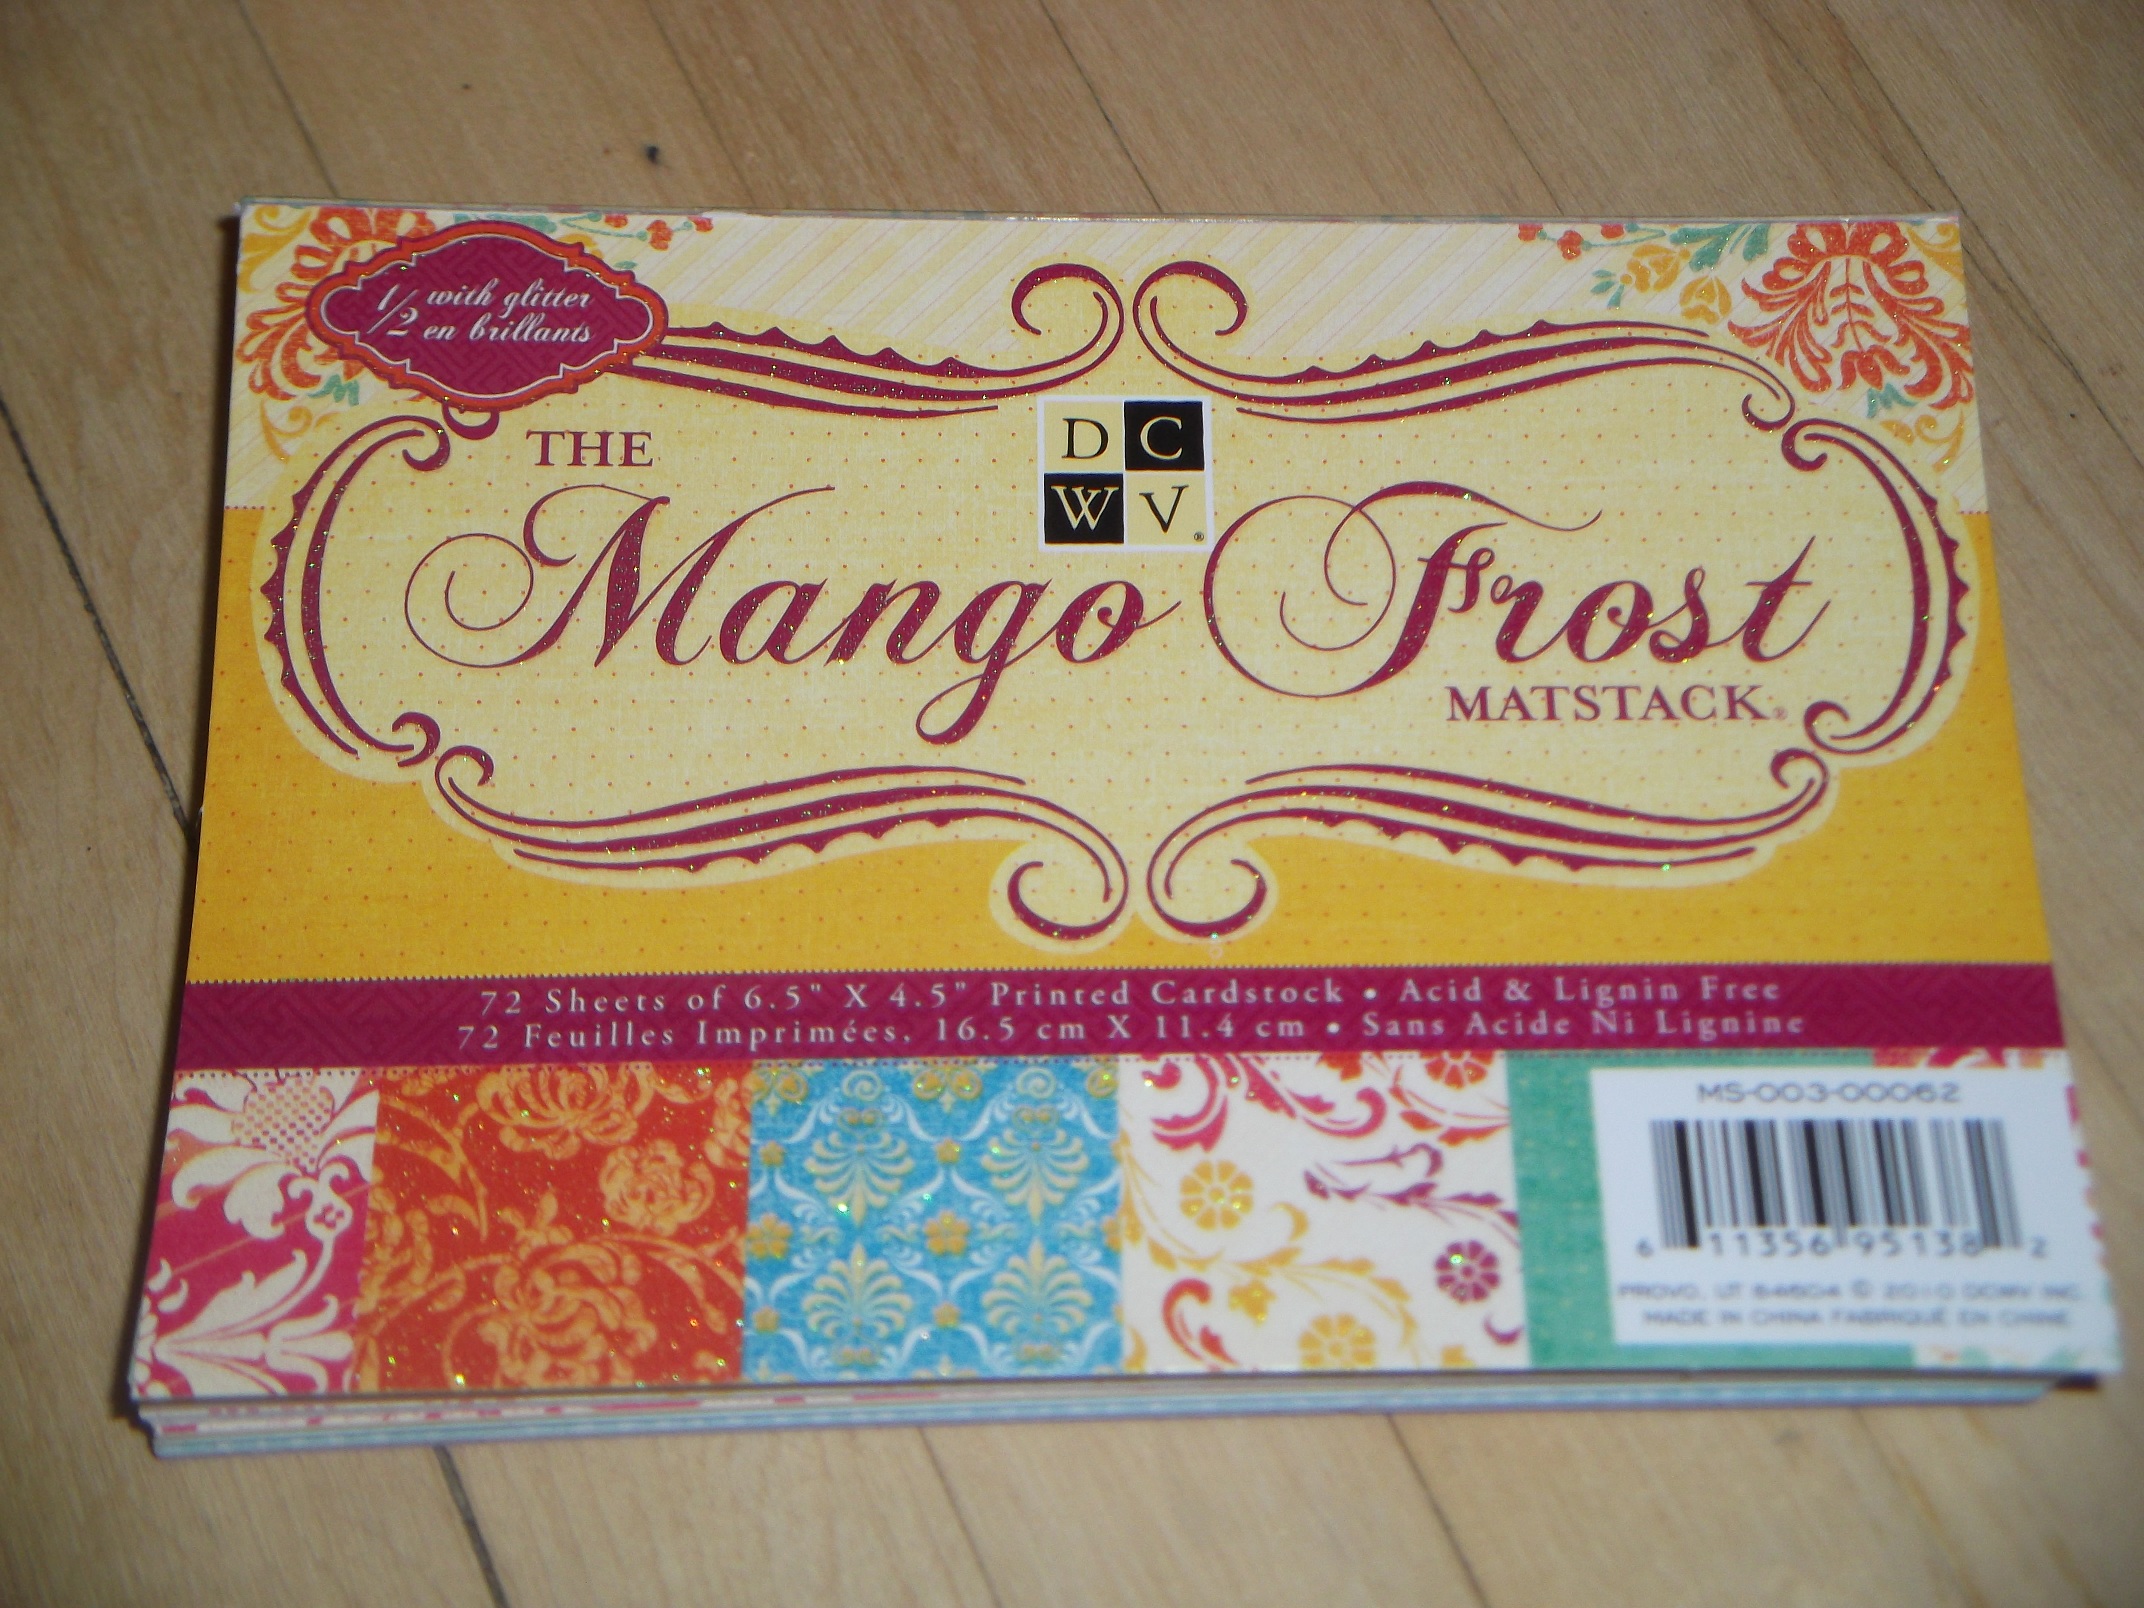 1/2 with glitter
en brillants
THE
D C
W V®
Mango Frost
MATSTACK®
72 Sheets of 6.5" X 4.5" Printed Cardstock • Acid & Lignin Free
72 Feuilles Imprimées, 16.5 cm X 11.4 cm • Sans Acide Ni Lignine
MS-003-00062
6 11356 95138 2
PROVO, UT 84604 © 2010 DCWV INC.
MADE IN CHINA FABRIQUÉ EN CHINE